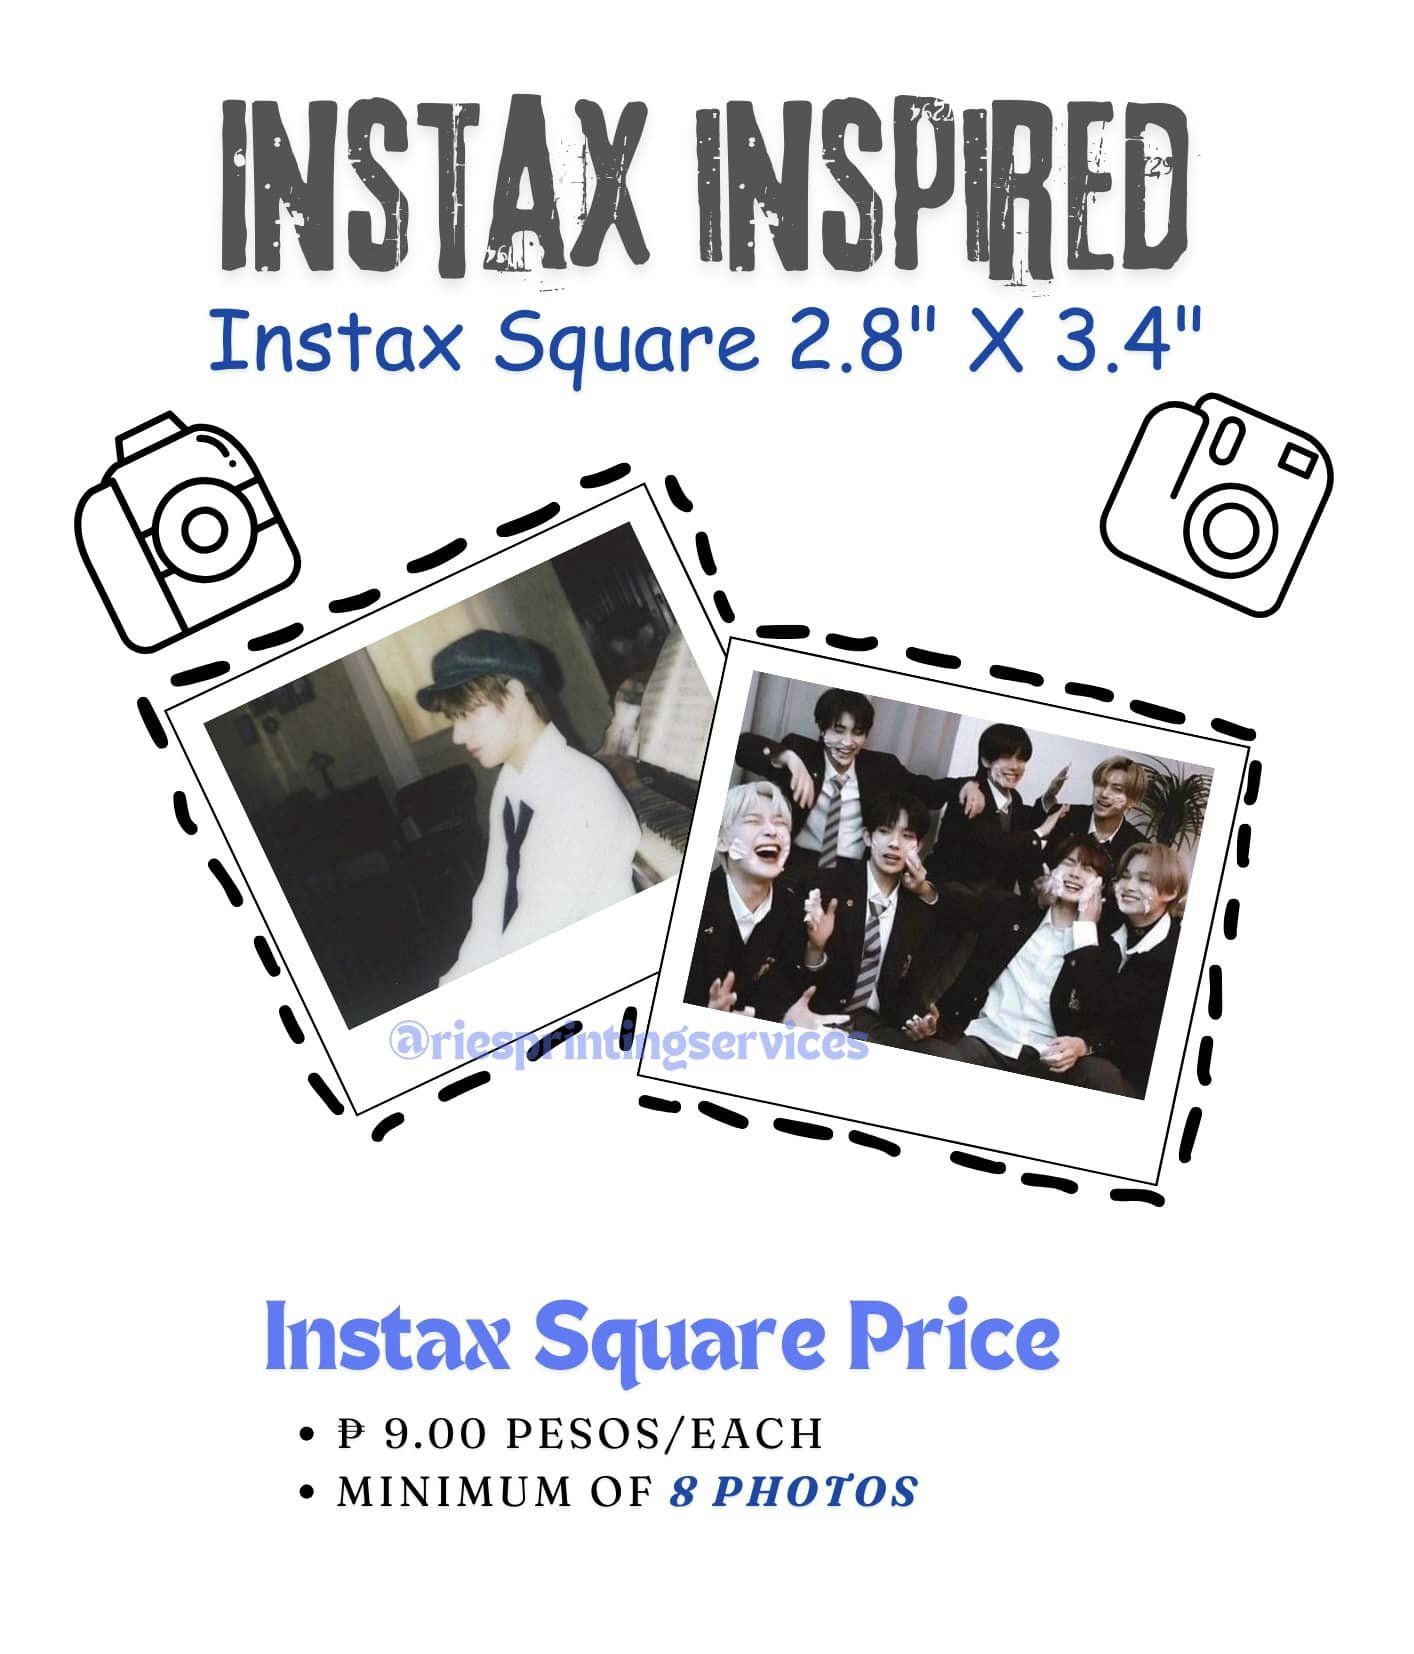 INSTAX INSPIRED
Instax Square 2.8" X 3.4"
@riesprintingservices
Instax Square Price
• ₱ 9.00 PESOS/EACH
• MINIMUM OF 8 PHOTOS